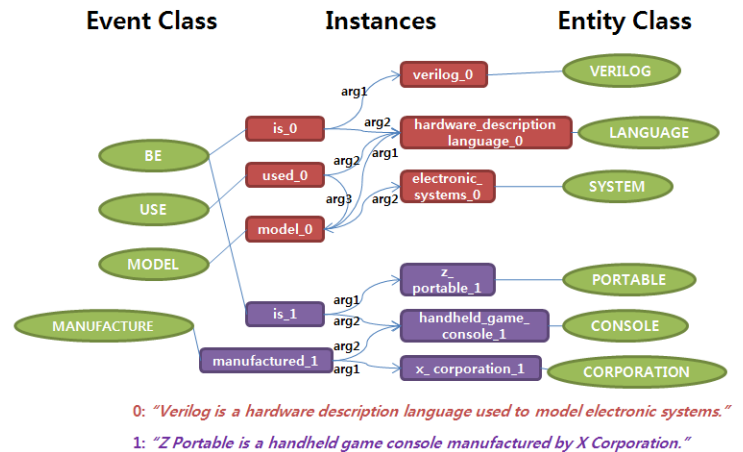 Event Class Instances Entity Class
verilog_0 VERILOG
arg1
is_0 arg2 hardware_description
language_0 LANGUAGE
BE
used_0 arg2 arg1 electronic_
systems_0 SYSTEM
USE arg3 arg2
model_0
MODEL
z_
portable_1 PORTABLE
arg1
is_1 arg2 handheld_game_
console_1 CONSOLE
MANUFACTURE
manufactured_1 arg2
arg1 x_ corporation_1 CORPORATION
0: "Verilog is a hardware description language used to model electronic systems."
1: "Z Portable is a handheld game console manufactured by X Corporation."